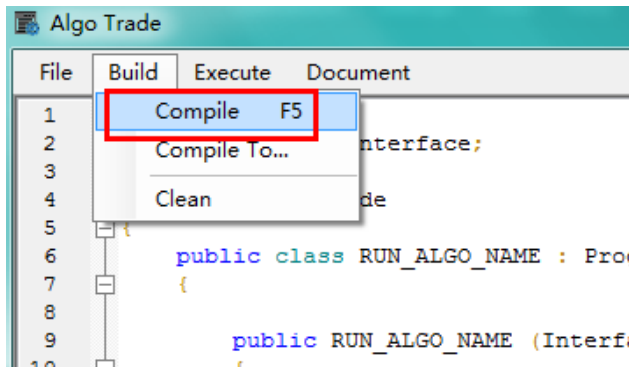 Algo Trade
File Build Execute Document
1
Compile F5
2
Compile To... nterface;
3
4
Clean de
5 {
6 public class RUN_ALGO_NAME : Pro
7 {
8
9 public RUN_ALGO_NAME (Interf
10